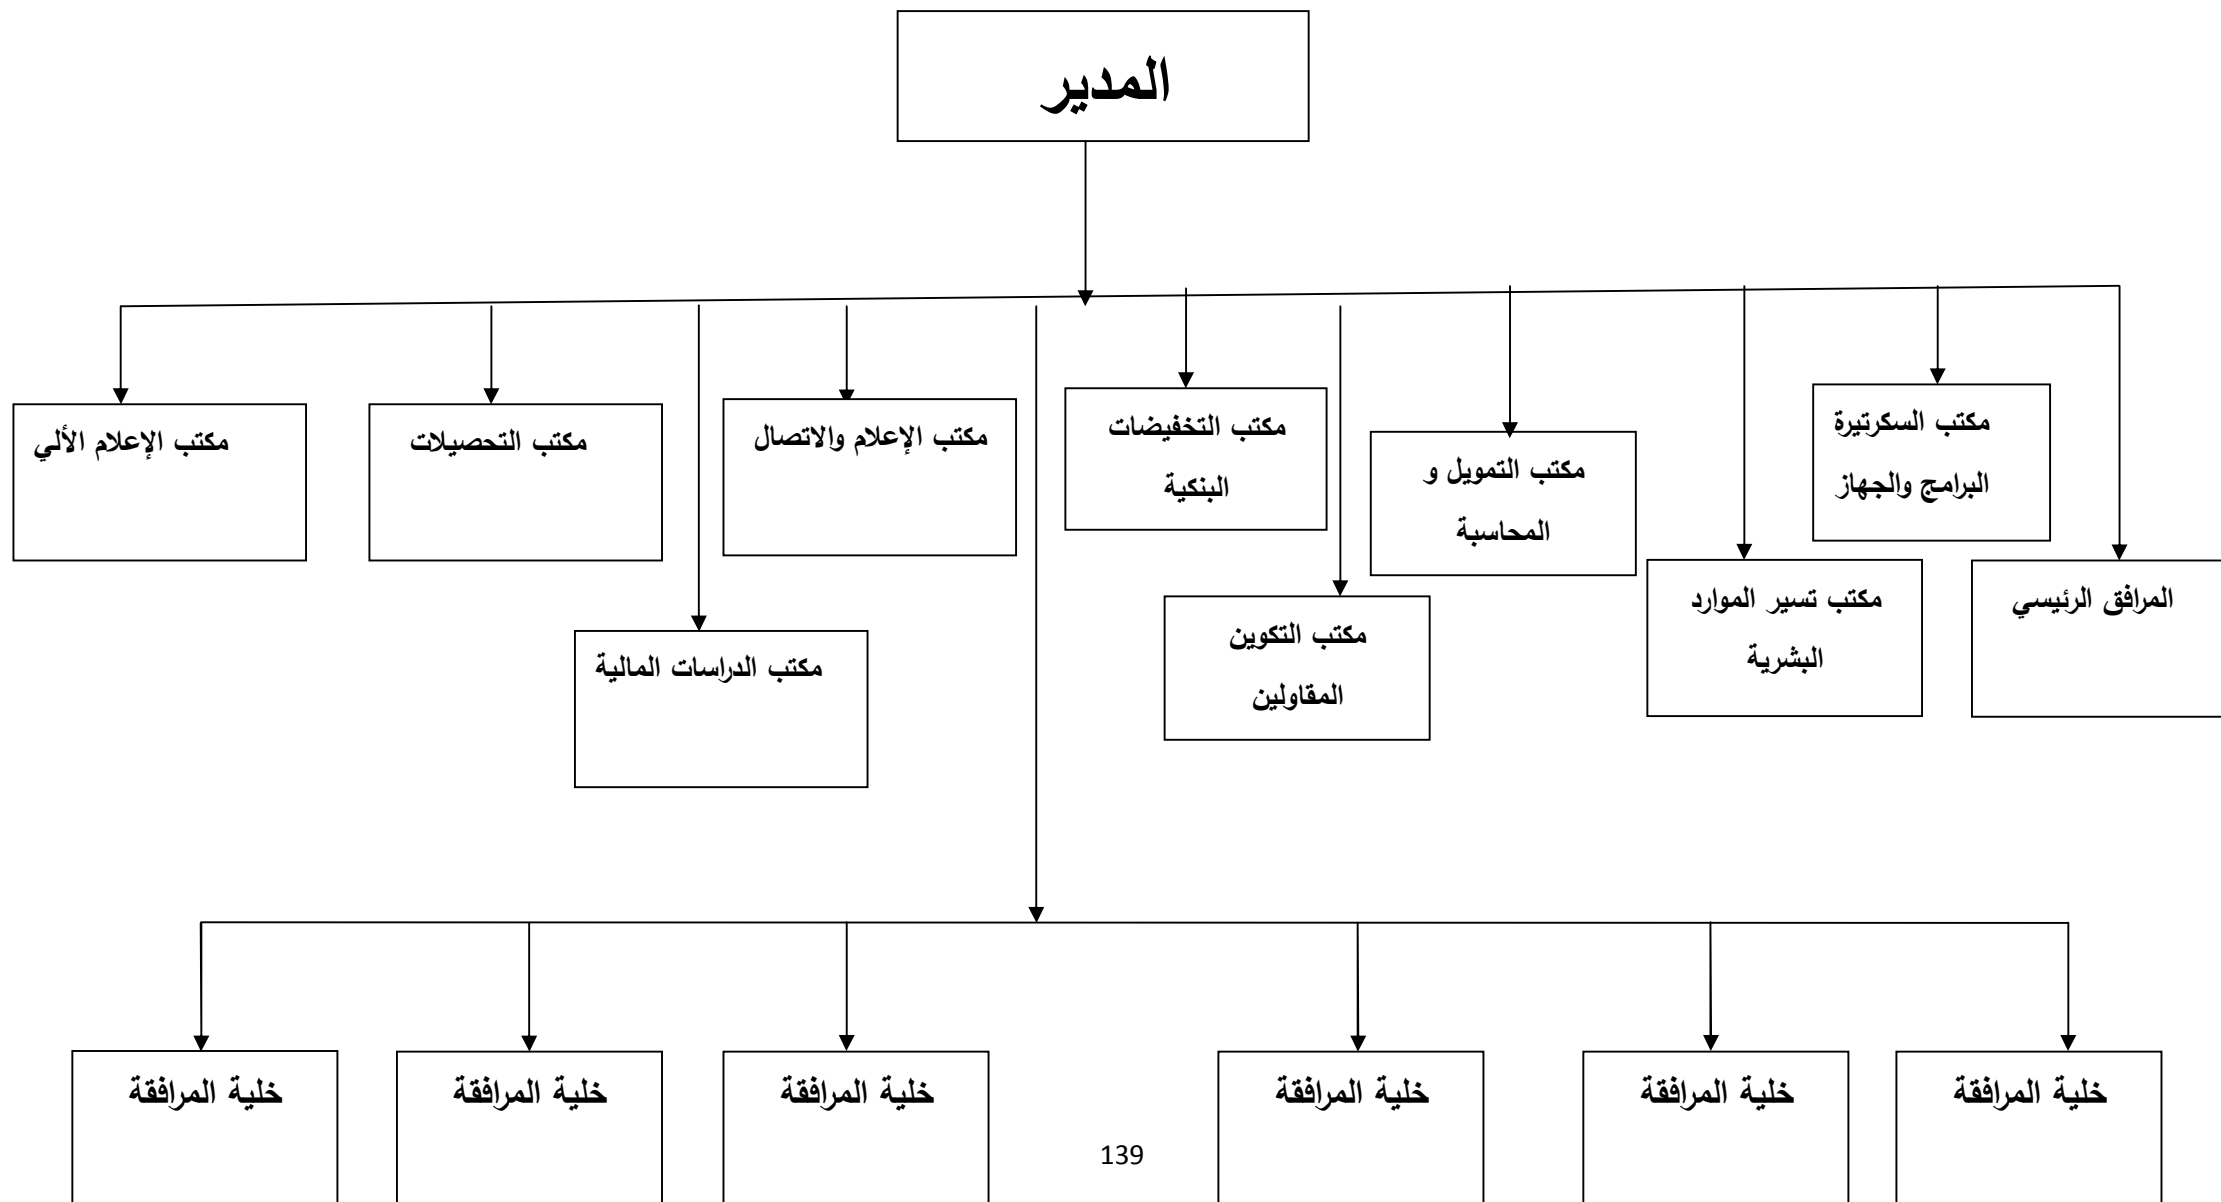 المدير
مكتب السكرتيرة
البرامج والجهاز
مكتب التخفيضات
البنكية
مكتب الإعلام والاتصال
مكتب التحصيلات
مكتب الإعلام الألي
مكتب التمويل و
المحاسبة
المرافق الرئيسي
مكتب تسير الموارد
البشرية
مكتب التكوين
المقاولين
مكتب الدراسات المالية
خلية المرافقة
خلية المرافقة
خلية المرافقة
خلية المرافقة
خلية المرافقة
خلية المرافقة
139